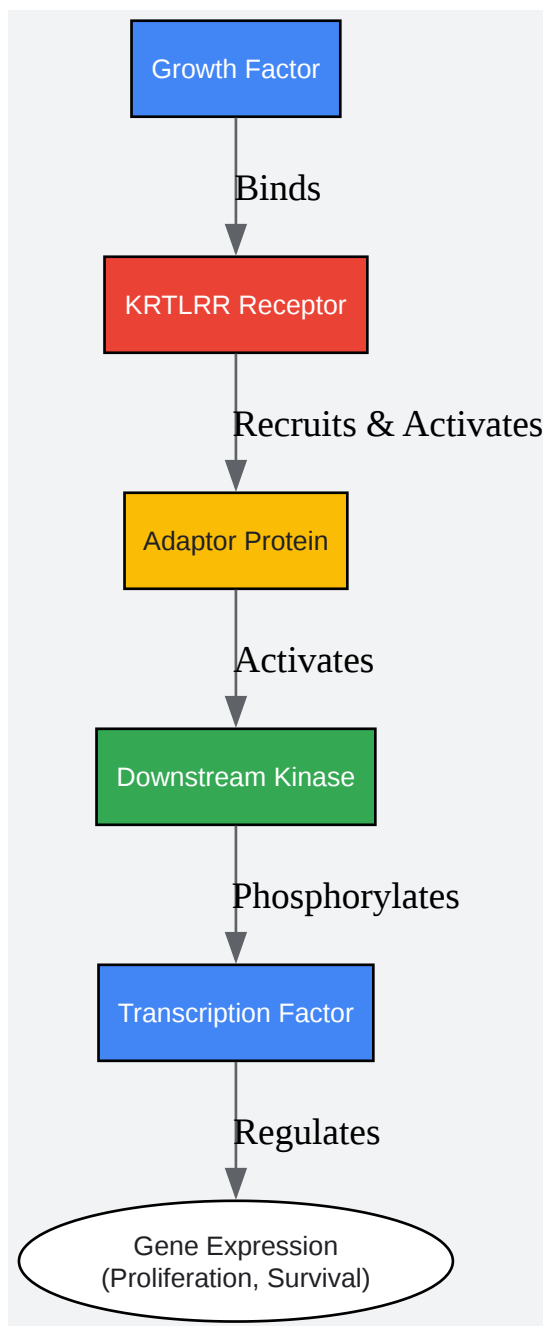 Growth Factor
Binds
KRTLRR Receptor
Recruits & Activates
Adaptor Protein
Activates
Downstream Kinase
Phosphorylates
Transcription Factor
Regulates
Gene Expression
(Proliferation, Survival)